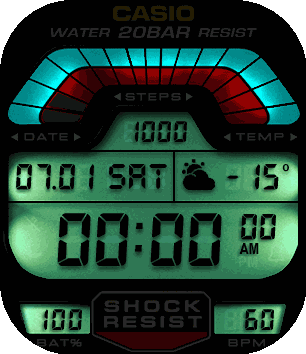 CASIO
WATER 20BAR RESIST
◄STEPS►
◄DATE► 1000 ◄TEMP►
07.01 SAT -15°
00:00 00
AM
100 SHOCK RESIST 60
BAT% BPM